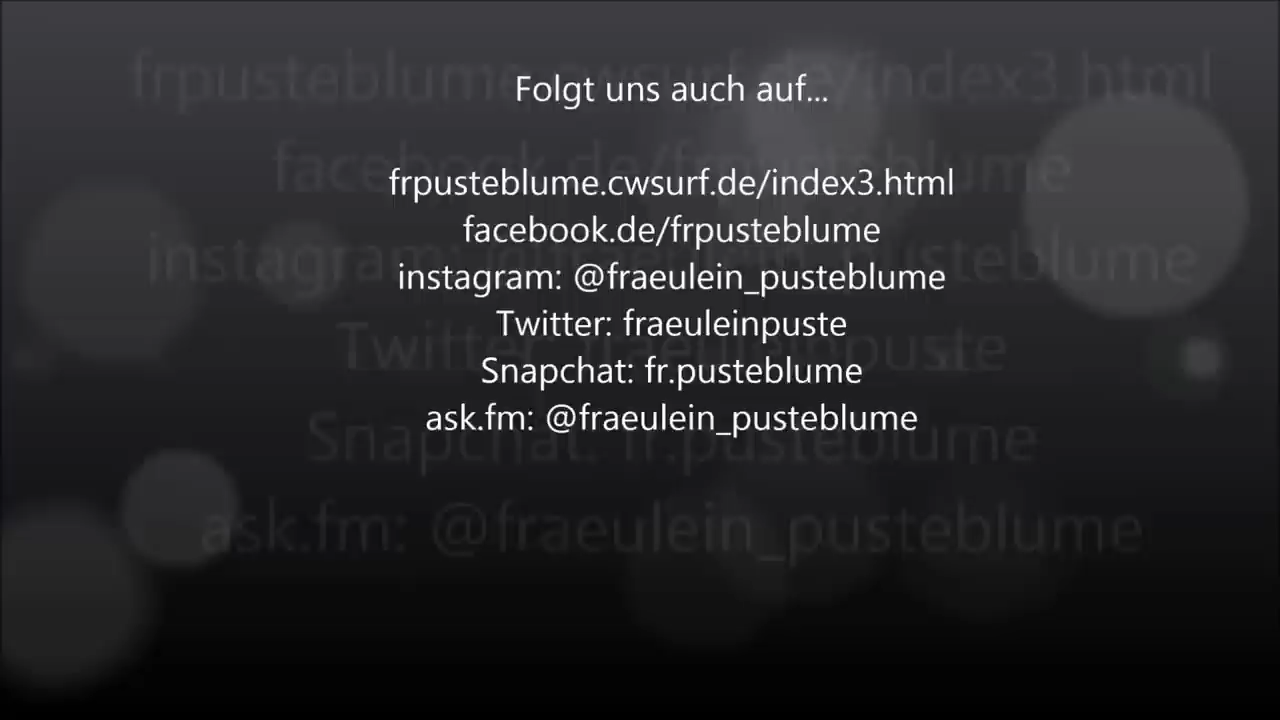 Folgt uns auch auf...
frpusteblume.cwsurf.de/index3.html
facebook.de/frpusteblume
instagram: @fraeulein_pusteblume
Twitter: fraeuleinpuste
Snapchat: fr.pusteblume
ask.fm: @fraeulein_pusteblume